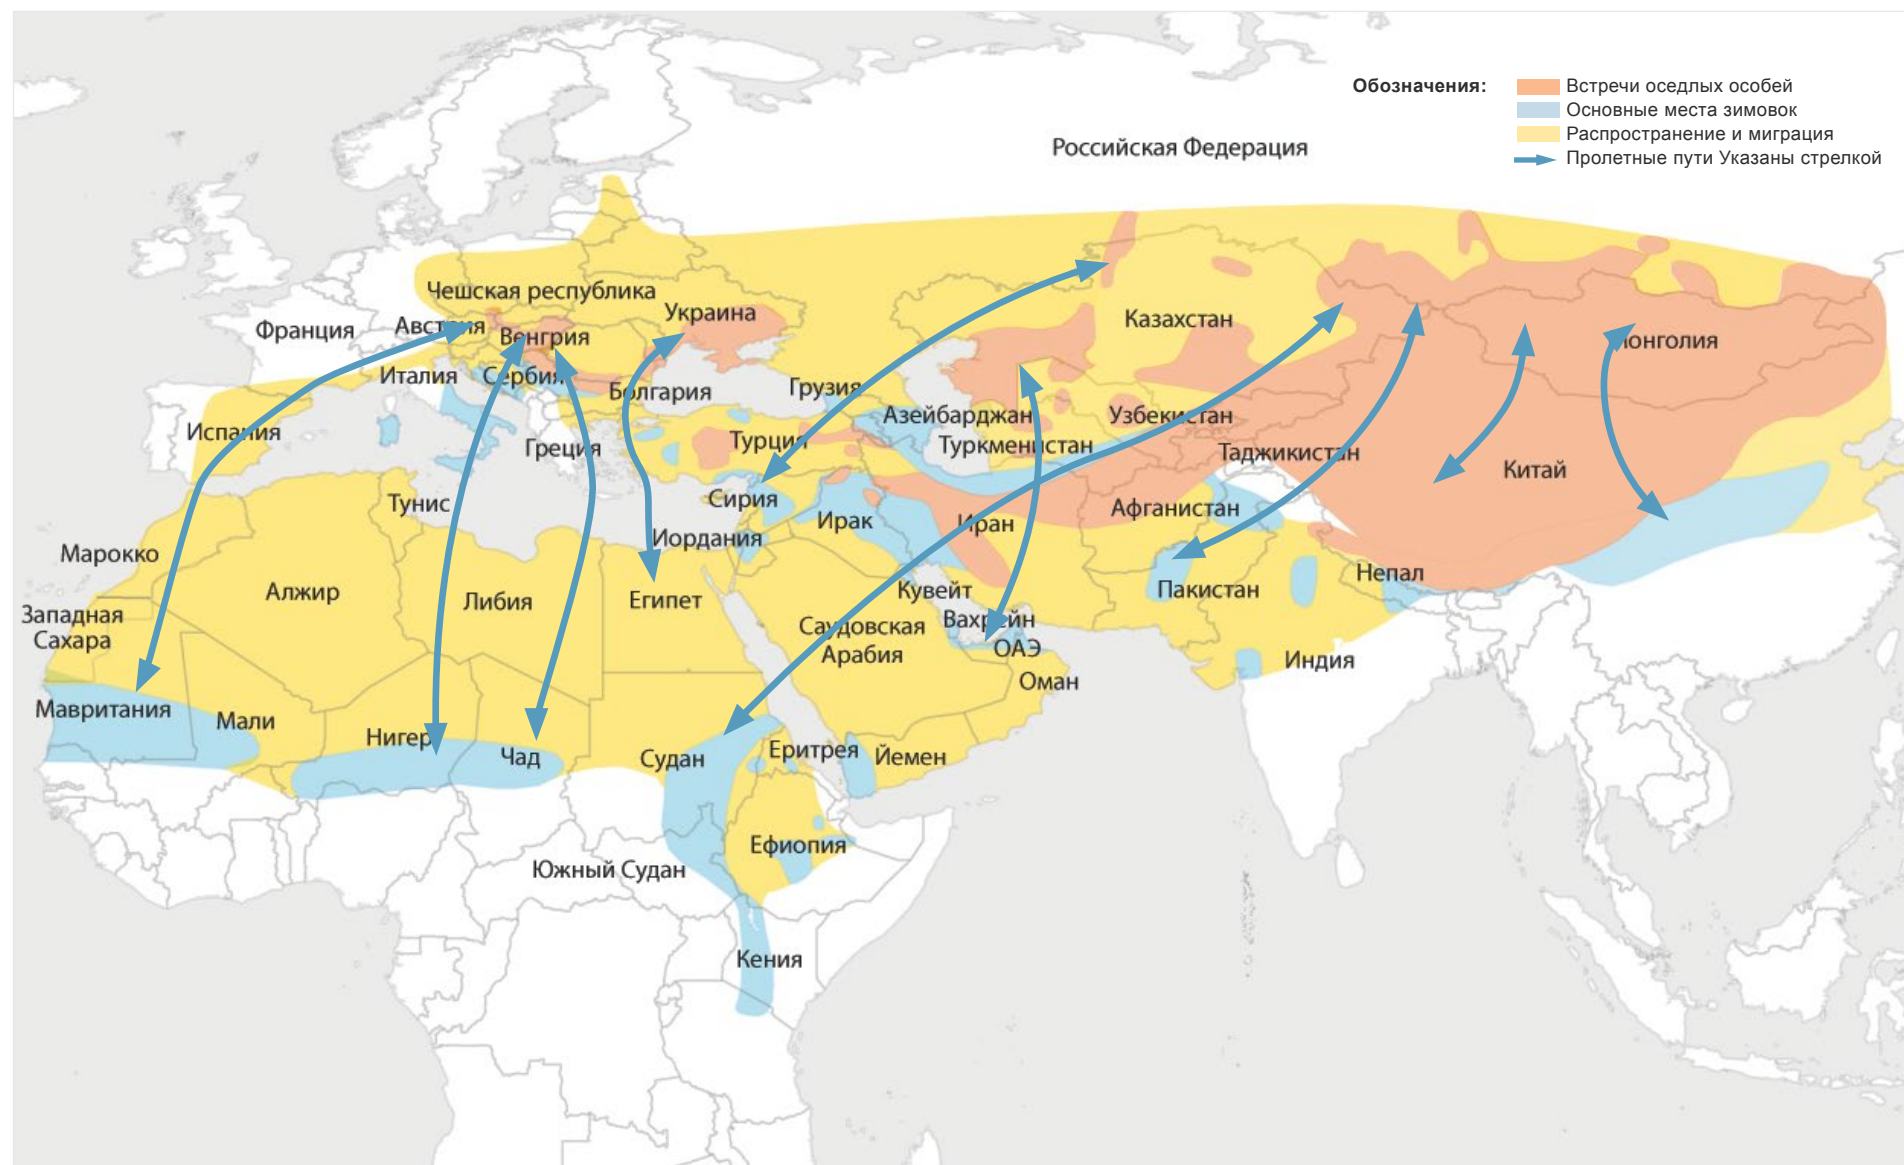 Обозначения:
Встречи оседлых особей
Основные места зимовок
Распространение и миграция
Пролетные пути Указаны стрелкой
Российская Федерация
Чешская республика
Украина
Франция
Австрия
Венгрия
Казахстан
Монголия
Италия
Сербия
Болгария
Грузия
Азейбарджан
Узбекистан
Испания
Греция
Турция
Туркменистан
Таджикистан
Китай
Тунис
Сирия
Ирак
Иран
Афганистан
Марокко
Иордания
Алжир
Либия
Египет
Кувейт
Пакистан
Непал
Западная
Сахара
Саудовская
Арабия
Вахрейн
ОАЭ
Индия
Оман
Мавритания
Мали
Нигер
Чад
Судан
Еритрея
Йемен
Ефиопия
Южный Судан
Кения